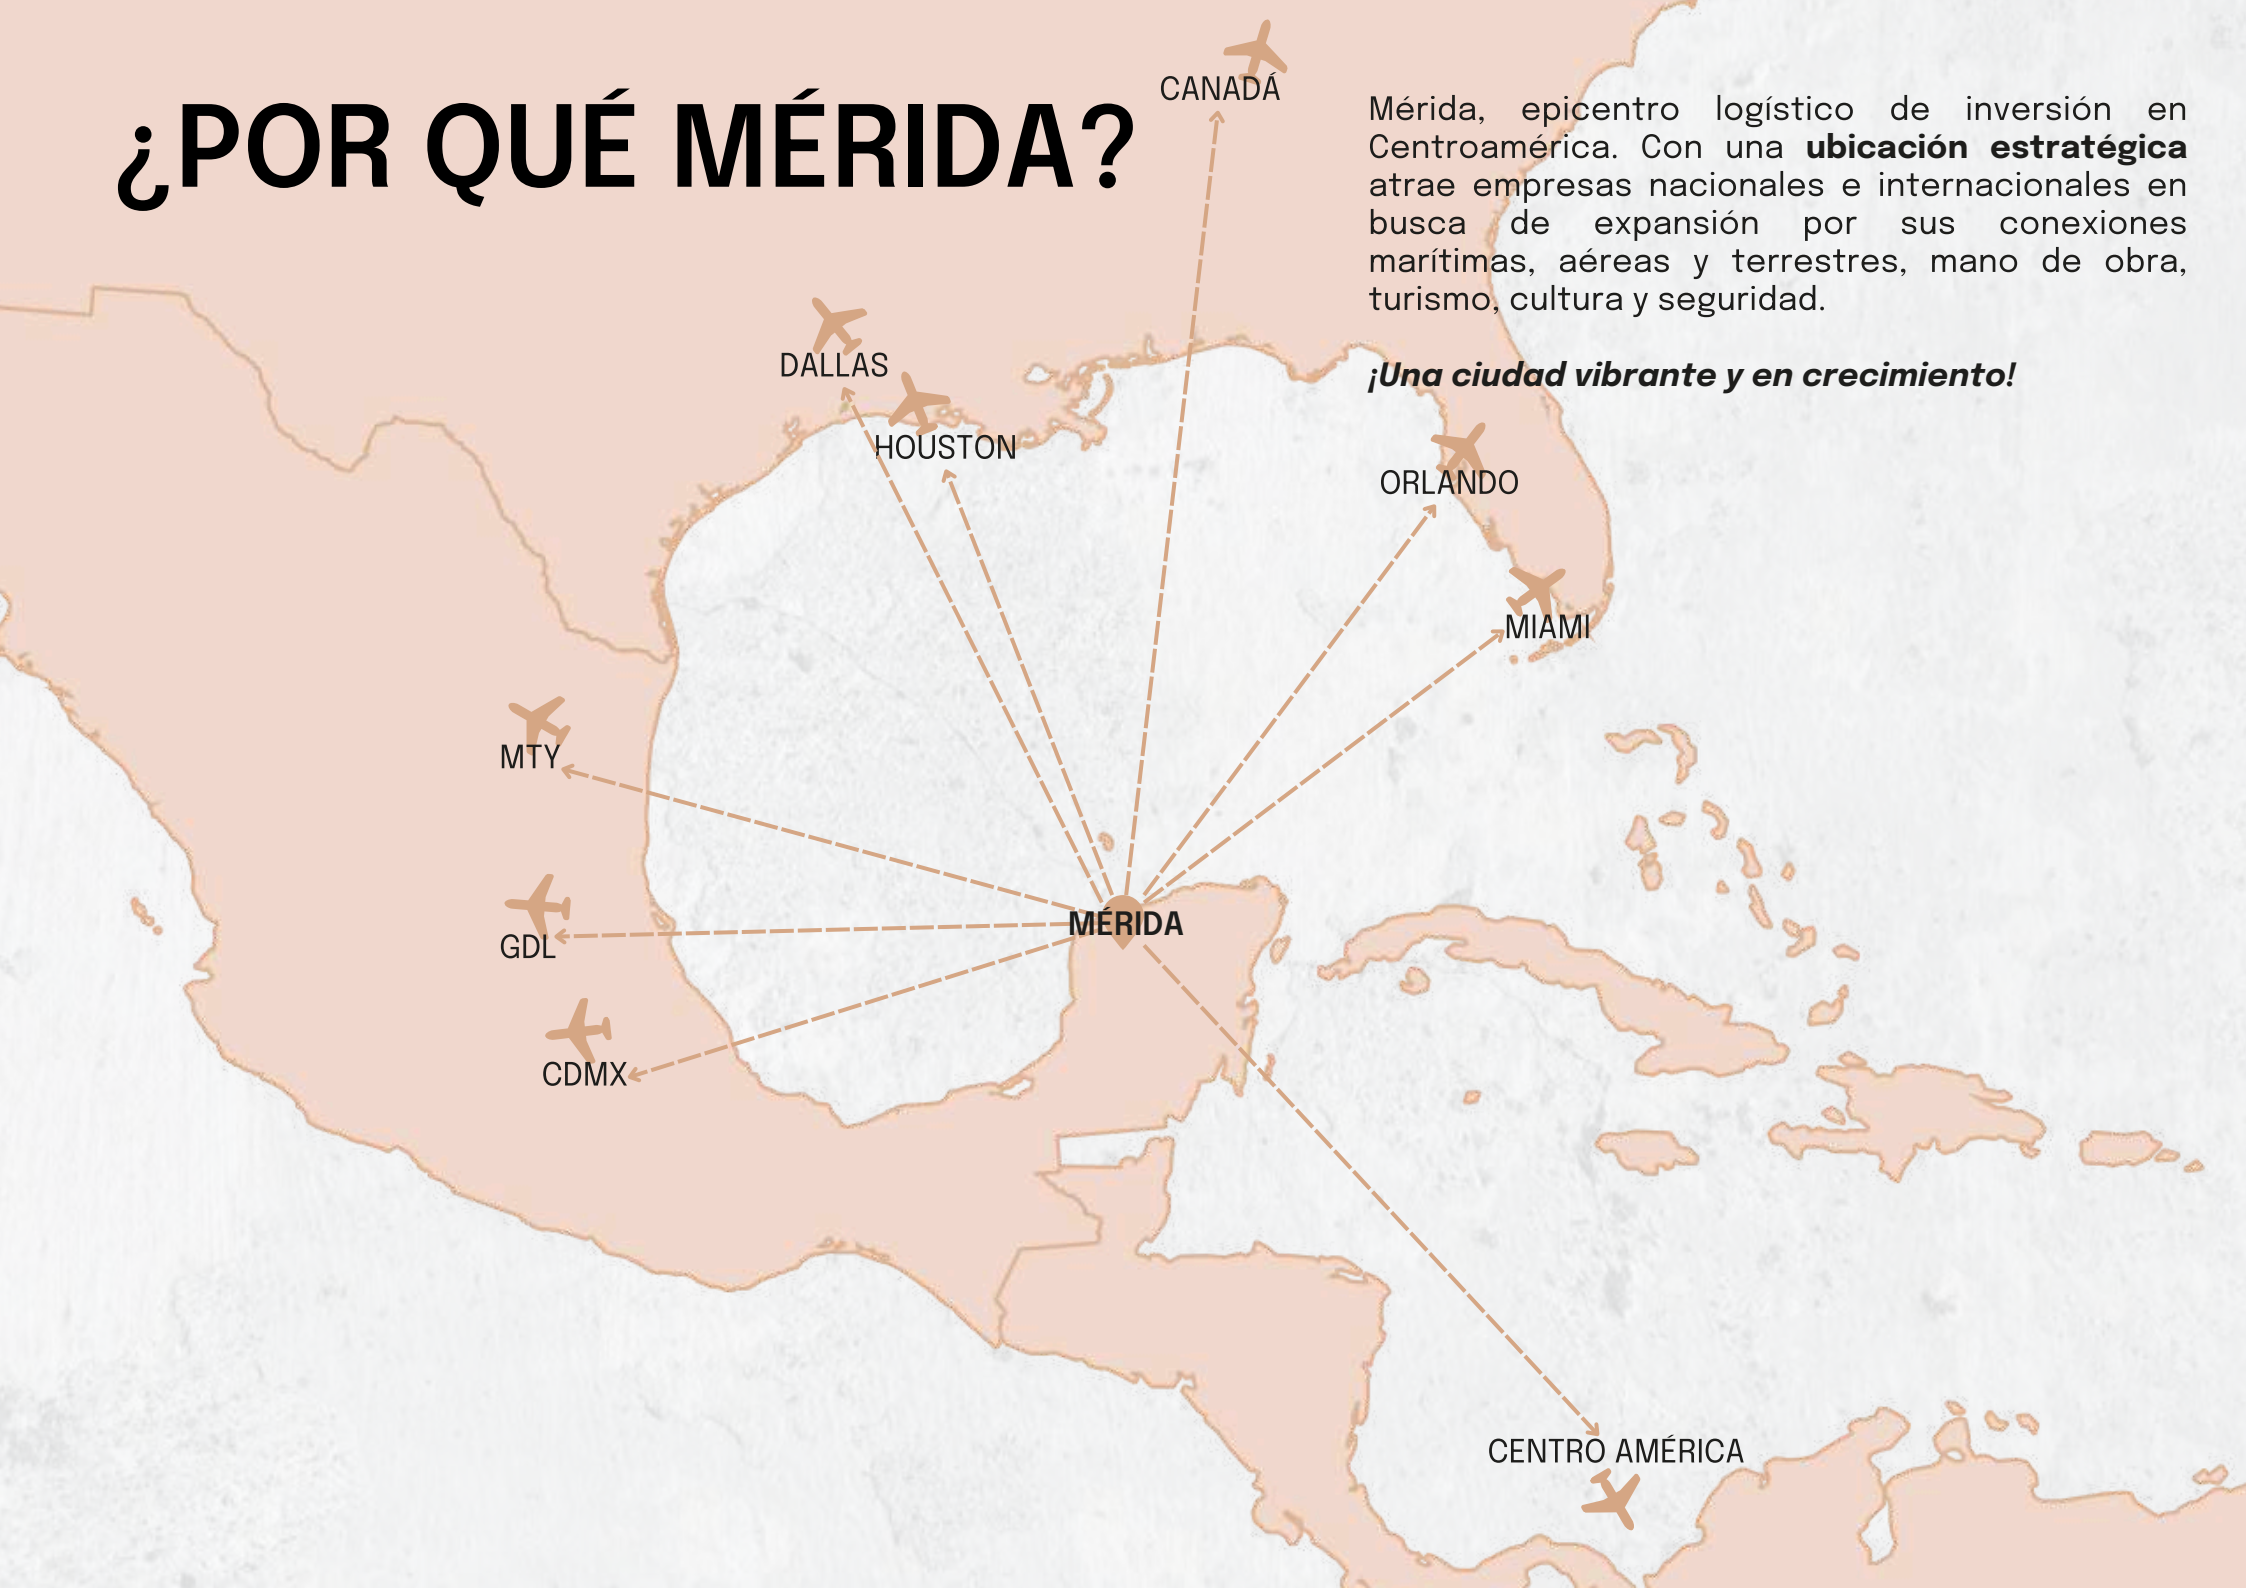 ¿POR QUÉ MÉRIDA?
CANADÁ
Mérida, epicentro logístico de inversión en
Centroamérica. Con una ubicación estratégica
atrae empresas nacionales e internacionales en
busca de expansión por sus conexiones
marítimas, aéreas y terrestres, mano de obra,
turismo, cultura y seguridad.
¡Una ciudad vibrante y en crecimiento!
DALLAS
HOUSTON
ORLANDO
MIAMI
MTY
GDL
MÉRIDA
CDMX
CENTRO AMÉRICA